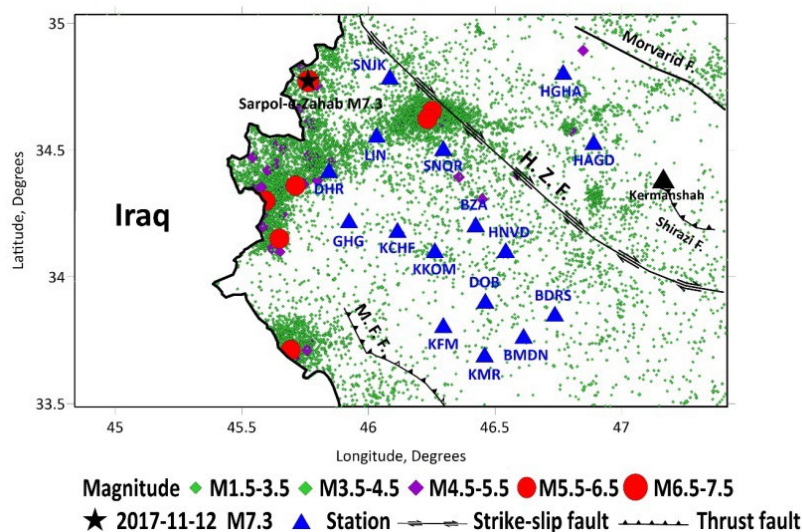 35
Morvarid F.
SNJK
HGHA
Sarpol-e-Zahab M7.3
LIN
SNQR
HAGD
34.5
DHR
H. Z. F.
Kermanshah
Iraq
BZA
GHG
KCHF
HNVD
Shirazi F.
KKOM
34
DOB
BDRS
M. F. F.
KFM
BMDN
KMR
33.5
Latitude, Degrees
45 45.5 46 46.5 47
Longitude, Degrees
Magnitude M1.5-3.5 M3.5-4.5 M4.5-5.5 M5.5-6.5 M6.5-7.5
2017-11-12 M7.3 Station Strike-slip fault Thrust fault